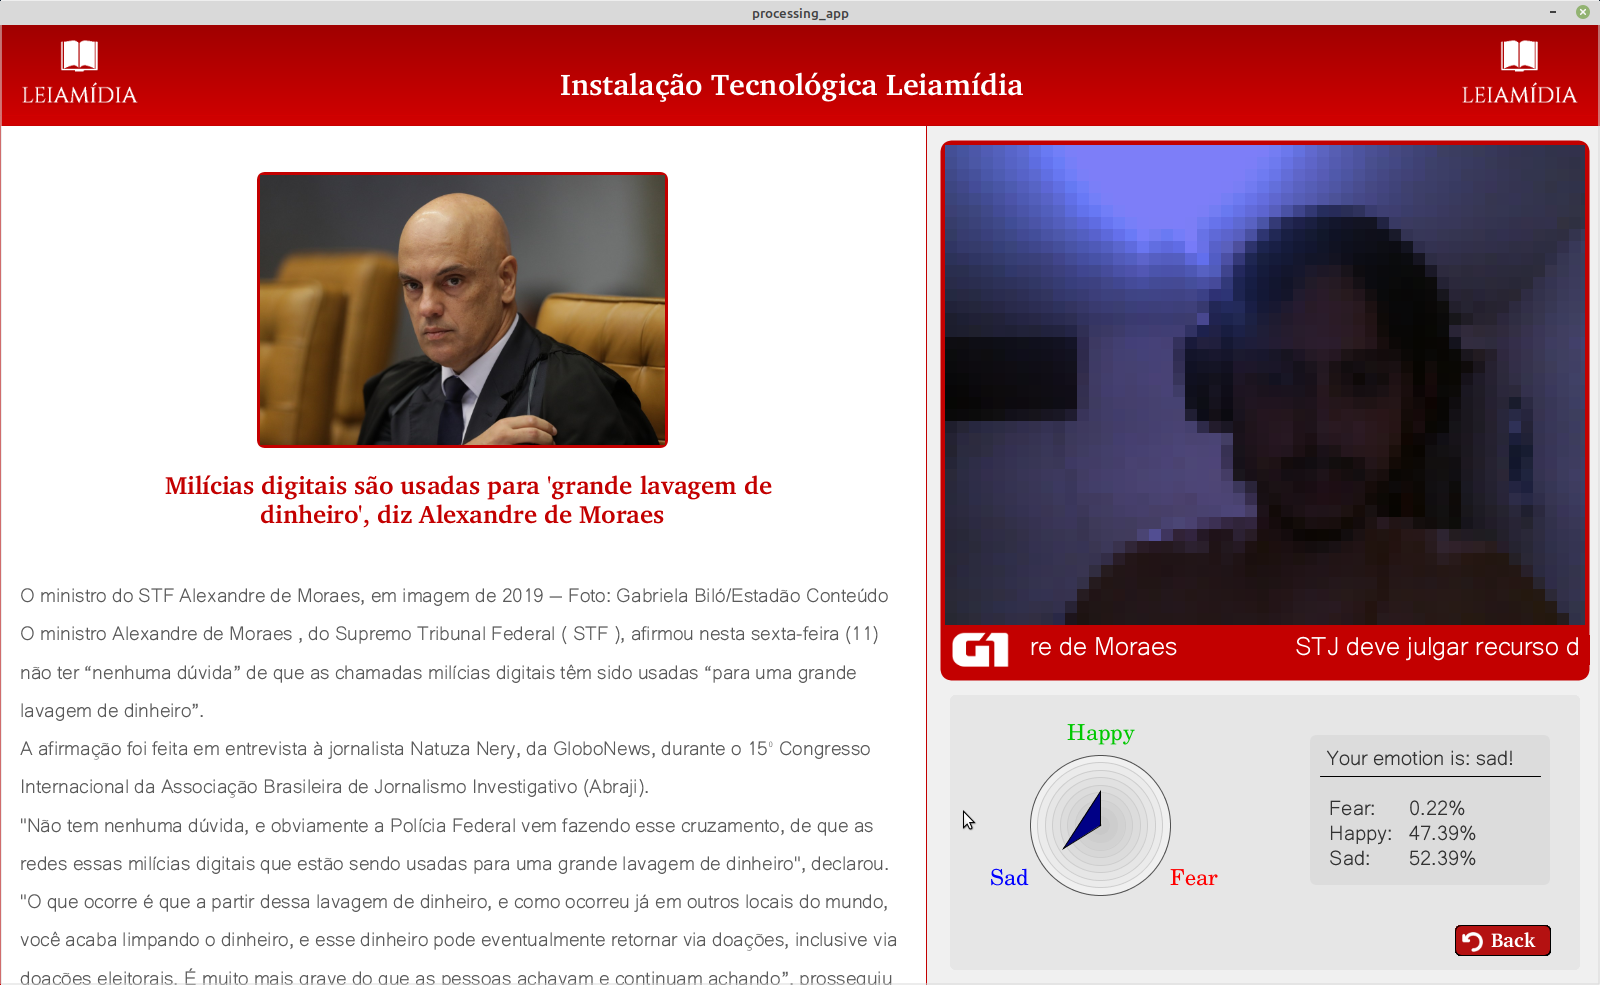 processing_app
LEIAMÍDIA
Instalação Tecnológica Leiamídia
LEIAMÍDIA
Milícias digitais são usadas para 'grande lavagem de
dinheiro', diz Alexandre de Moraes
O ministro do STF Alexandre de Moraes, em imagem de 2019 — Foto: Gabriela Biló/Estadão Conteúdo
O ministro Alexandre de Moraes , do Supremo Tribunal Federal ( STF ), afirmou nesta sexta-feira (11)
não ter “nenhuma dúvida” de que as chamadas milícias digitais têm sido usadas “para uma grande
lavagem de dinheiro”.
A afirmação foi feita em entrevista à jornalista Natuza Nery, da GloboNews, durante o 15º Congresso
Internacional da Associação Brasileira de Jornalismo Investigativo (Abraji).
"Não tem nenhuma dúvida, e obviamente a Polícia Federal vem fazendo esse cruzamento, de que as
redes essas milícias digitais que estão sendo usadas para uma grande lavagem de dinheiro", declarou.
"O que ocorre é que a partir dessa lavagem de dinheiro, e como ocorreu já em outros locais do mundo,
você acaba limpando o dinheiro, e esse dinheiro pode eventualmente retornar via doações, inclusive via
doações eleitorais. É muito mais grave do que as pessoas achavam e continuam achando”, prosseguiu
G1 re de Moraes STJ deve julgar recurso d
Happy
Sad
Fear
Your emotion is: sad!
Fear: 0.22%
Happy: 47.39%
Sad: 52.39%
Back